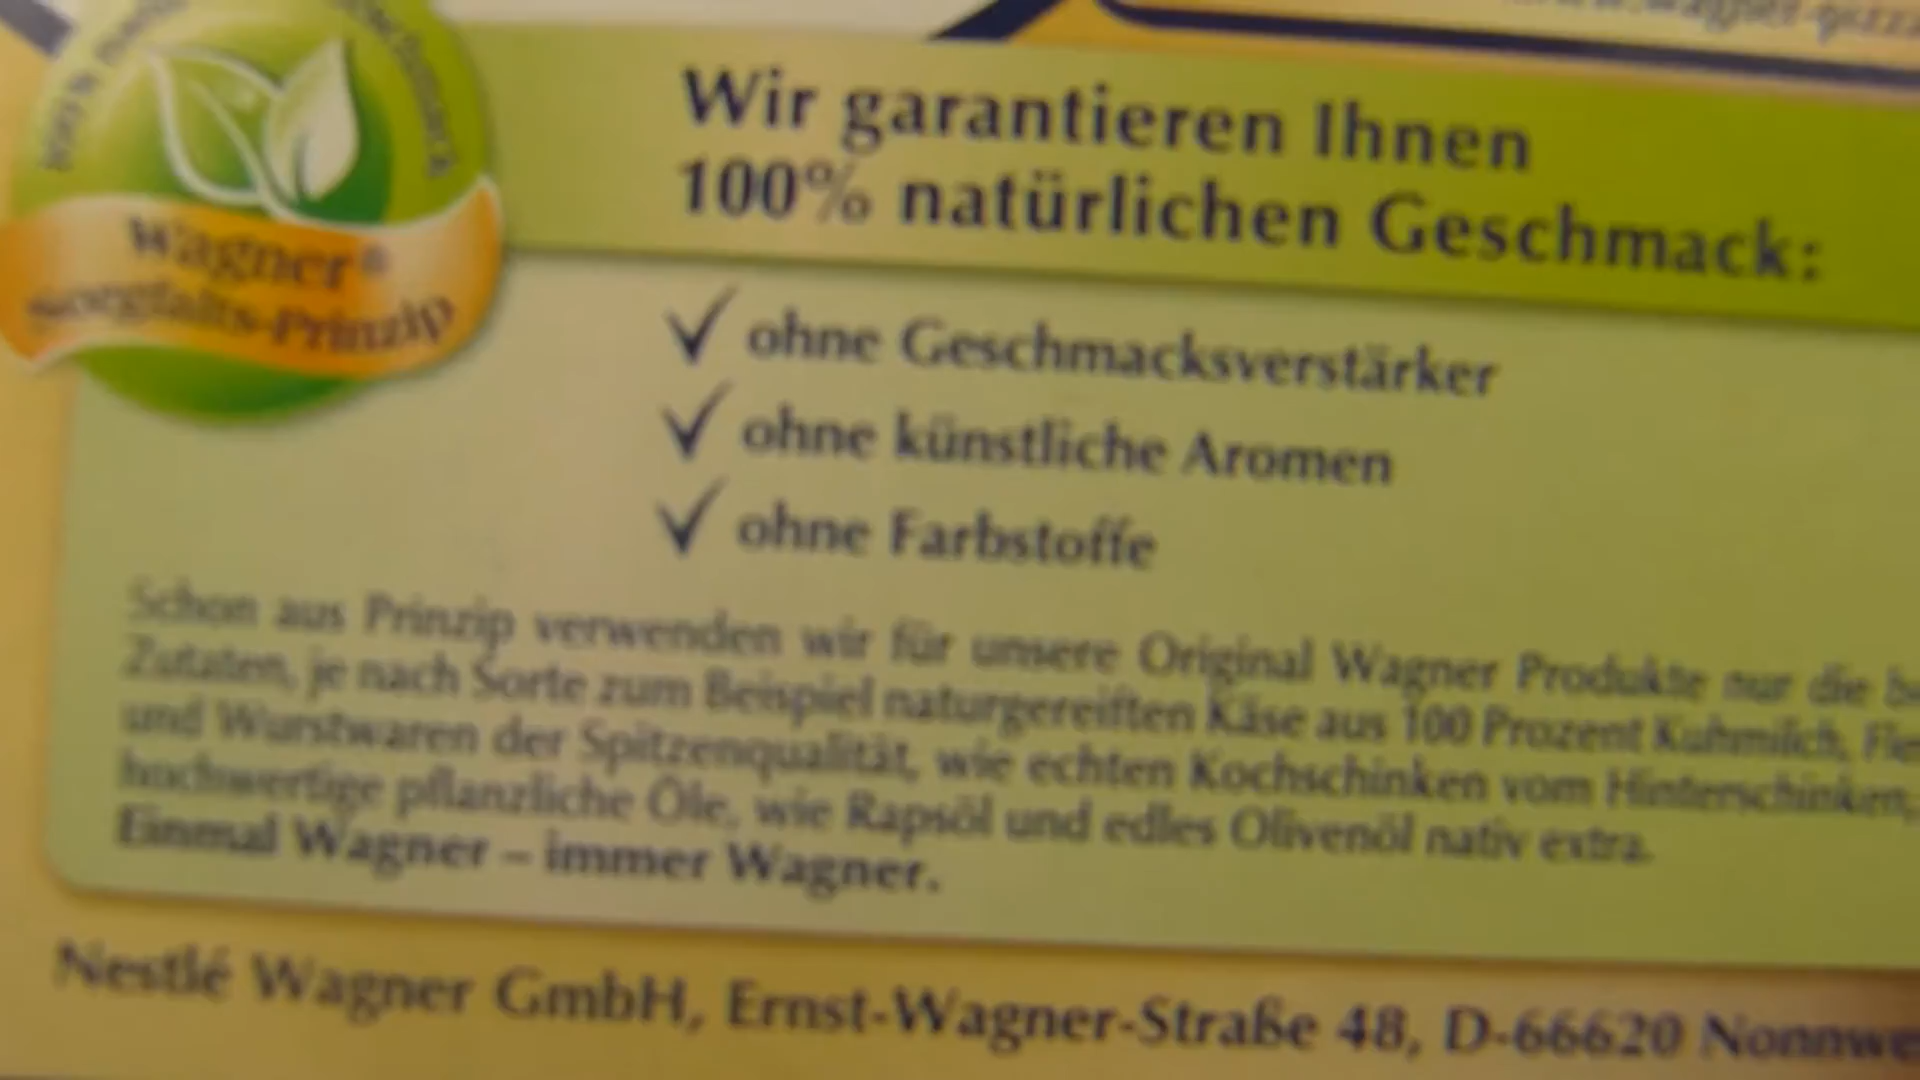 Wir garantieren Ihnen
100% natürlichen Geschmack:
Wagner®
Sorgfalts-Prinzip
ohne Geschmacksverstärker
ohne künstliche Aromen
ohne Farbstoffe
Schon aus Prinzip verwenden wir für unsere Original Wagner Produkte nur die
Zutaten, je nach Sorte zum Beispiel naturgereiften Käse aus 100 Prozent Kuhmilch,
und Wurstwaren der Spitzenqualität, wie echten Kochschinken vom Hinterschinken,
hochwertige pflanzliche Öle, wie Rapsöl und edles Olivenöl nativ extra.
Einmal Wagner – immer Wagner.
Nestlé Wagner GmbH, Ernst-Wagner-Straße 48, D-66620